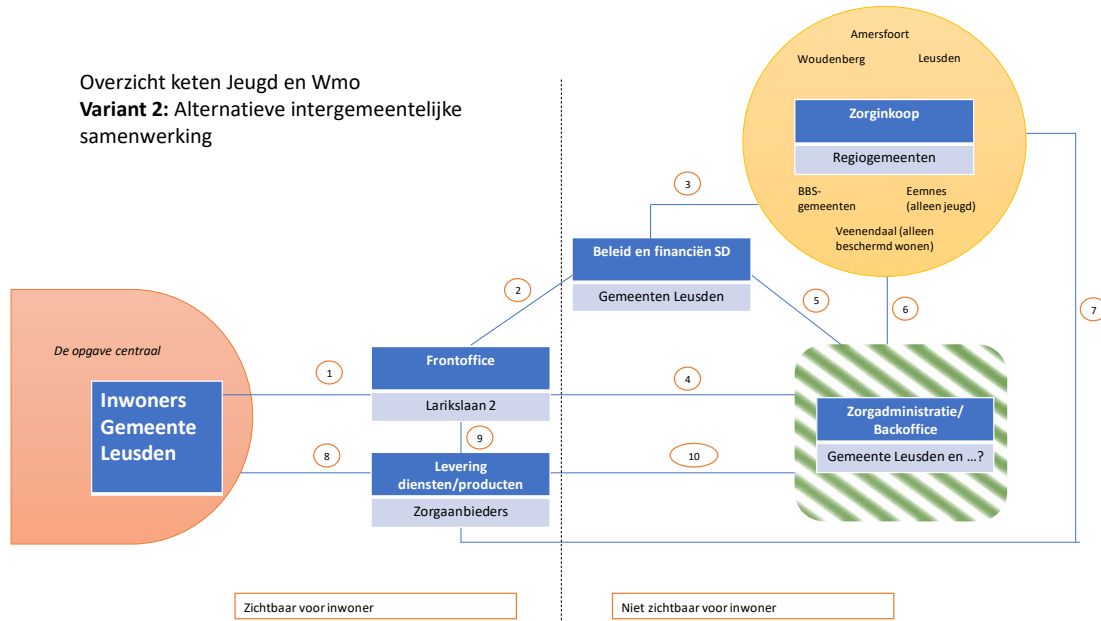 Overzicht keten Jeugd en Wmo
Variant 2: Alternatieve intergemeentelijke
samenwerking
Amersfoort
Woudenberg
Leusden
Zorginkoop
Regiogemeenten
BBS-
gemeenten
Eemnes
(alleen jeugd)
Veenendaal (alleen
beschermd wonen)
3
Beleid en financiën SD
Gemeenten Leusden
2
5
6
7
De opgave centraal
Inwoners
Gemeente
Leusden
1
Frontoffice
Larikslaan 2
4
Zorgadministratie/
Backoffice
Gemeente Leusden en …?
9
8
Levering
diensten/producten
Zorgaanbieders
10
Zichtbaar voor inwoner
Niet zichtbaar voor inwoner